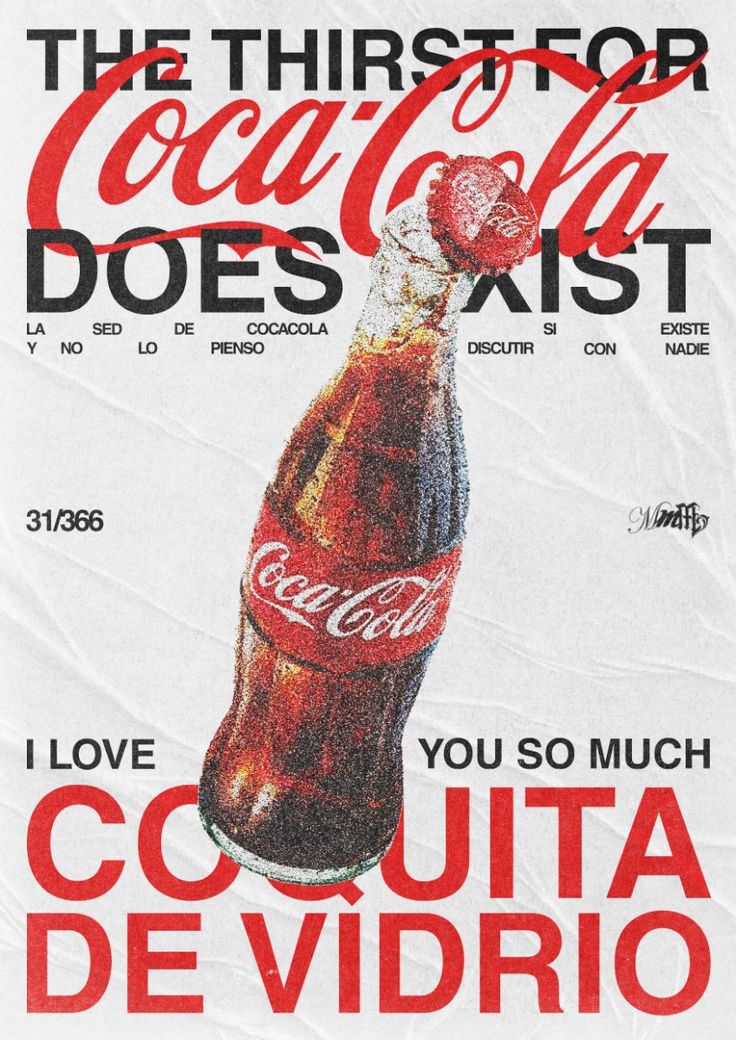 THE THIRST FOR
Coca-Cola
DOES EXIST
LA SED DE COCACOLA SI EXISTE
Y NO LO PIENSO DISCUTIR CON NADIE
31/366
Coca-Cola
I LOVE YOU SO MUCH
COQUITA
DE VIDRIO